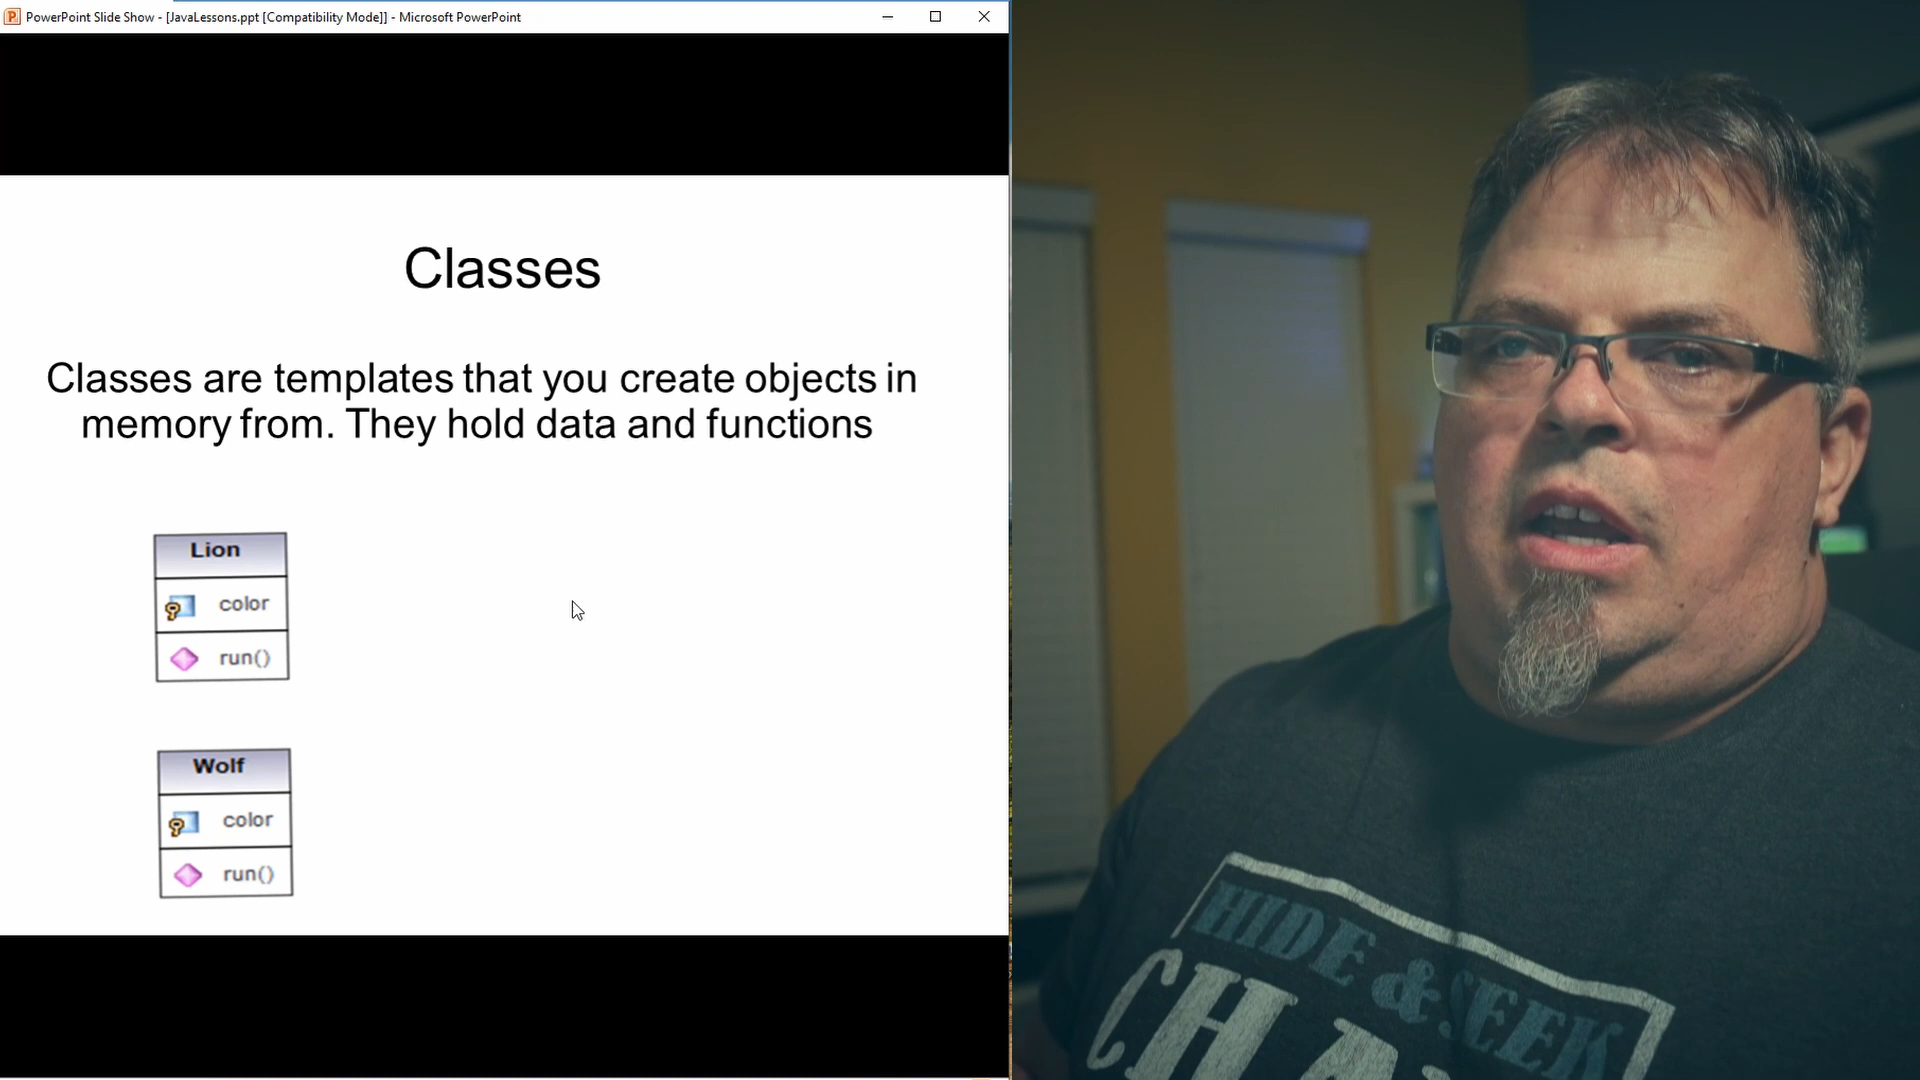 PowerPoint Slide Show - [JavaLessons.ppt [Compatibility Mode]] - Microsoft PowerPoint
Classes
Classes are templates that you create objects in
memory from. They hold data and functions
Lion
color
run()
Wolf
color
run()
HIDE & SEEK